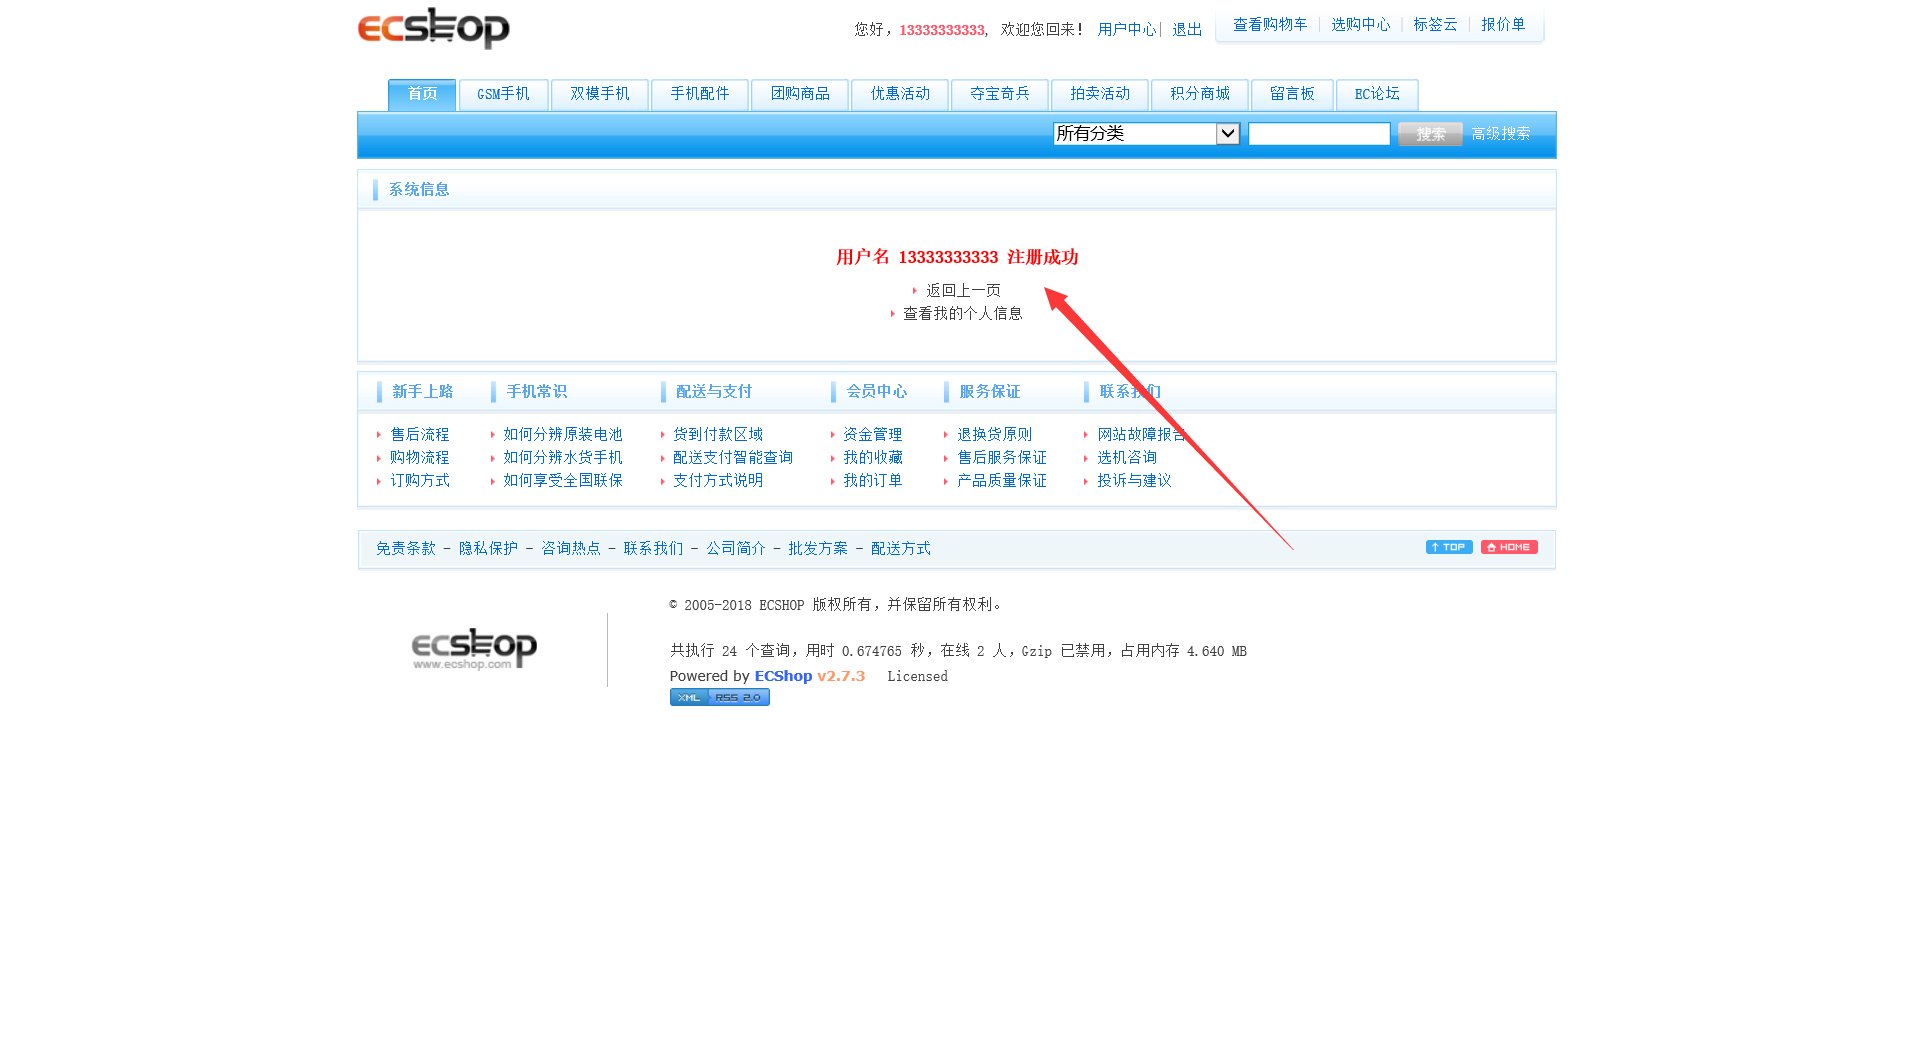 ecshop
您好，13333333333, 欢迎您回来！ 用户中心| 退出
查看购物车 | 选购中心 | 标签云 | 报价单
首页 GSM手机 双模手机 手机配件 团购商品 优惠活动 夺宝奇兵 拍卖活动 积分商城 留言板 EC论坛
所有分类 搜索 高级搜索
系统信息
用户名 13333333333 注册成功
返回上一页
查看我的个人信息
新手上路 手机常识 配送与支付 会员中心 服务保证 联系我们
售后流程 如何分辨原装电池 货到付款区域 资金管理 退换货原则 网站故障报告
购物流程 如何分辨水货手机 配送支付智能查询 我的收藏 售后服务保证 选机咨询
订购方式 如何享受全国联保 支付方式说明 我的订单 产品质量保证 投诉与建议
免责条款 - 隐私保护 - 咨询热点 - 联系我们 - 公司简介 - 批发方案 - 配送方式 TOP HOME
© 2005-2018 ECSHOP 版权所有，并保留所有权利。
ecshop
www.ecshop.com
共执行 24 个查询，用时 0.674765 秒，在线 2 人，Gzip 已禁用，占用内存 4.640 MB
Powered by ECShop v2.7.3 Licensed
XML RSS 2.0